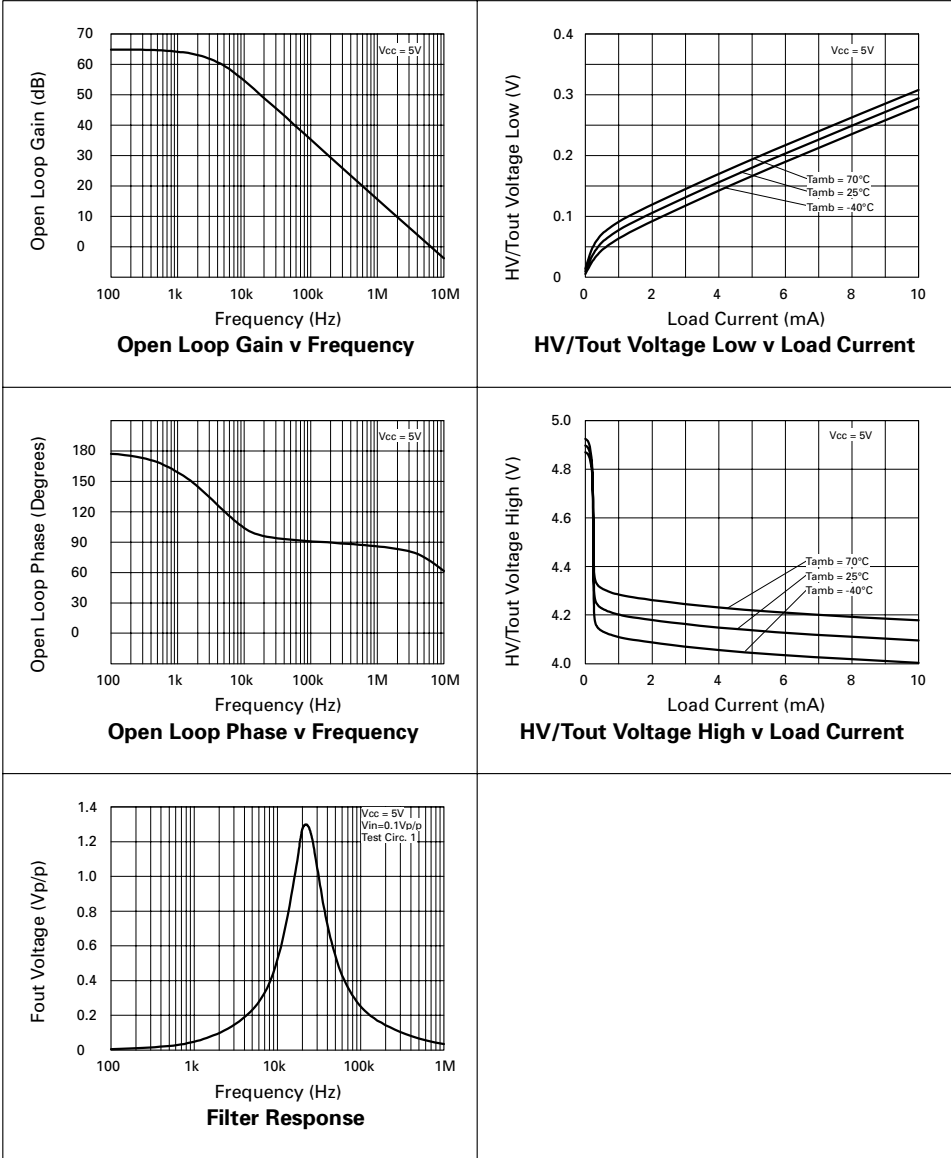 70
60
50
40
30
20
10
0
Open Loop Gain (dB)
Vcc = 5V
100 1k 10k 100k 1M 10M
Frequency (Hz)
Open Loop Gain v Frequency
0.4
0.3
0.2
0.1
0
HV/Tout Voltage Low (V)
Vcc = 5V
Tamb = 70°C
Tamb = 25°C
Tamb = -40°C
0 2 4 6 8 10
Load Current (mA)
HV/Tout Voltage Low v Load Current
180
150
120
90
60
30
0
Open Loop Phase (Degrees)
Vcc = 5V
100 1k 10k 100k 1M 10M
Frequency (Hz)
Open Loop Phase v Frequency
5.0
4.8
4.6
4.4
4.2
4.0
HV/Tout Voltage High (V)
Vcc = 5V
Tamb = 70°C
Tamb = 25°C
Tamb = -40°C
0 2 4 6 8 10
Load Current (mA)
HV/Tout Voltage High v Load Current
1.4
1.2
1.0
0.8
0.6
0.4
0.2
0
Fout Voltage (Vp/p)
Vcc = 5V
Vin=0.1Vp/p
Test Circ. 1
100 1k 10k 100k 1M
Frequency (Hz)
Filter Response